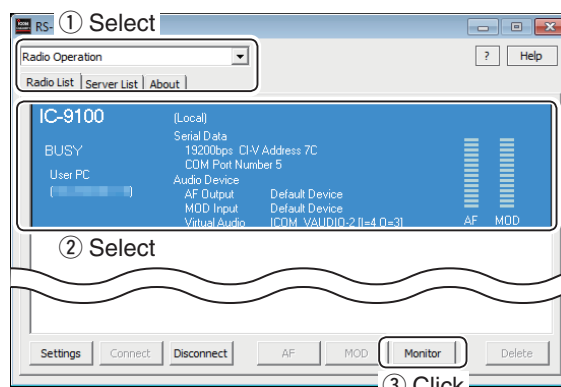 RS-
① Select
Radio Operation
? Help
Radio List Server List About
IC-9100 (Local)
Serial Data
BUSY 19200bps CI-V Address 7C
COM Port Number 5
User PC Audio Device
AF Output Default Device
MOD Input Default Device
Virtual Audio ICOM_VAUDIO-2 [I=4 O=3] AF MOD
② Select
Settings Connect Disconnect AF MOD Monitor Delete
③ Click